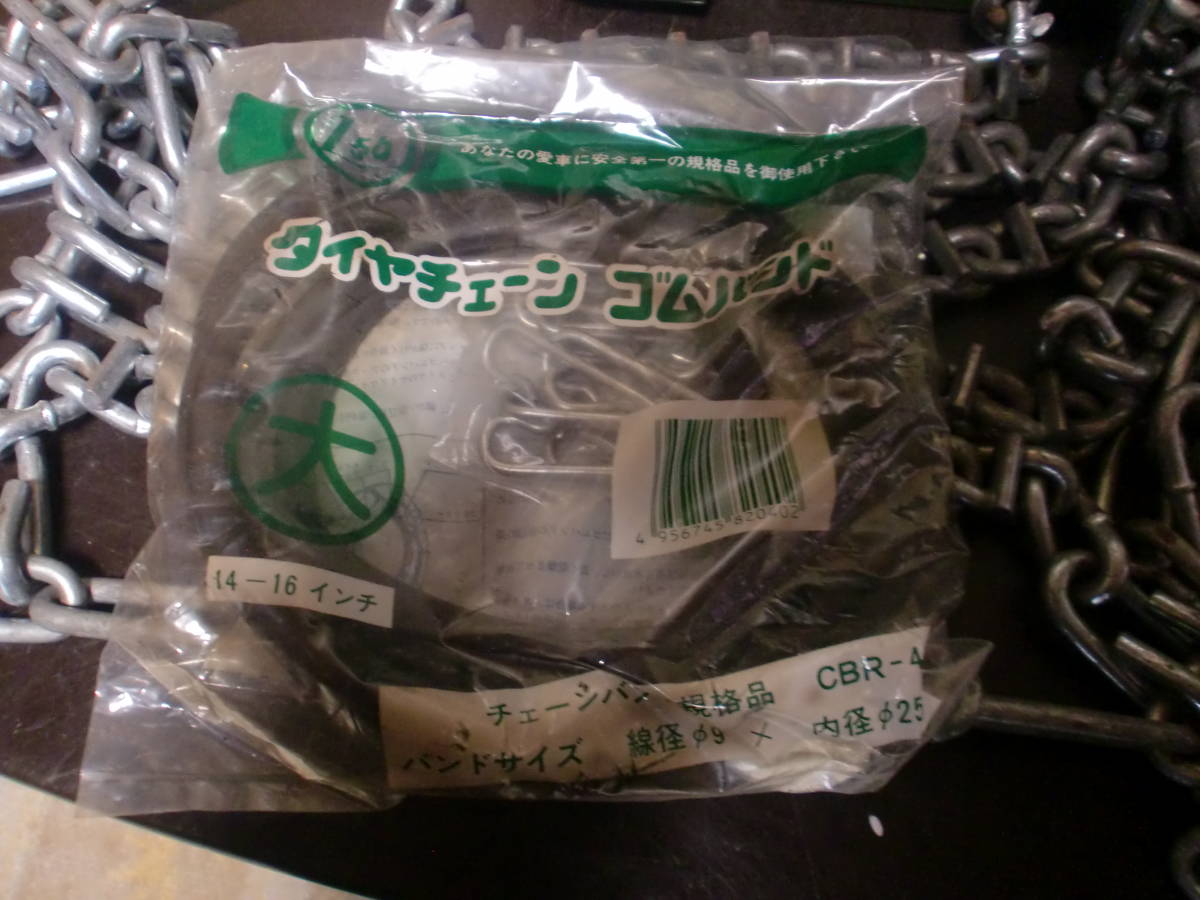 あなたの愛車に安全第一の規格品を御使用下さい
タイヤチェーン ゴムバンド
大
4 956745 820402
14-16 インチ
チェーンバン 規格品 CBR-4
バンドサイズ 線径φ9 × 内径φ25